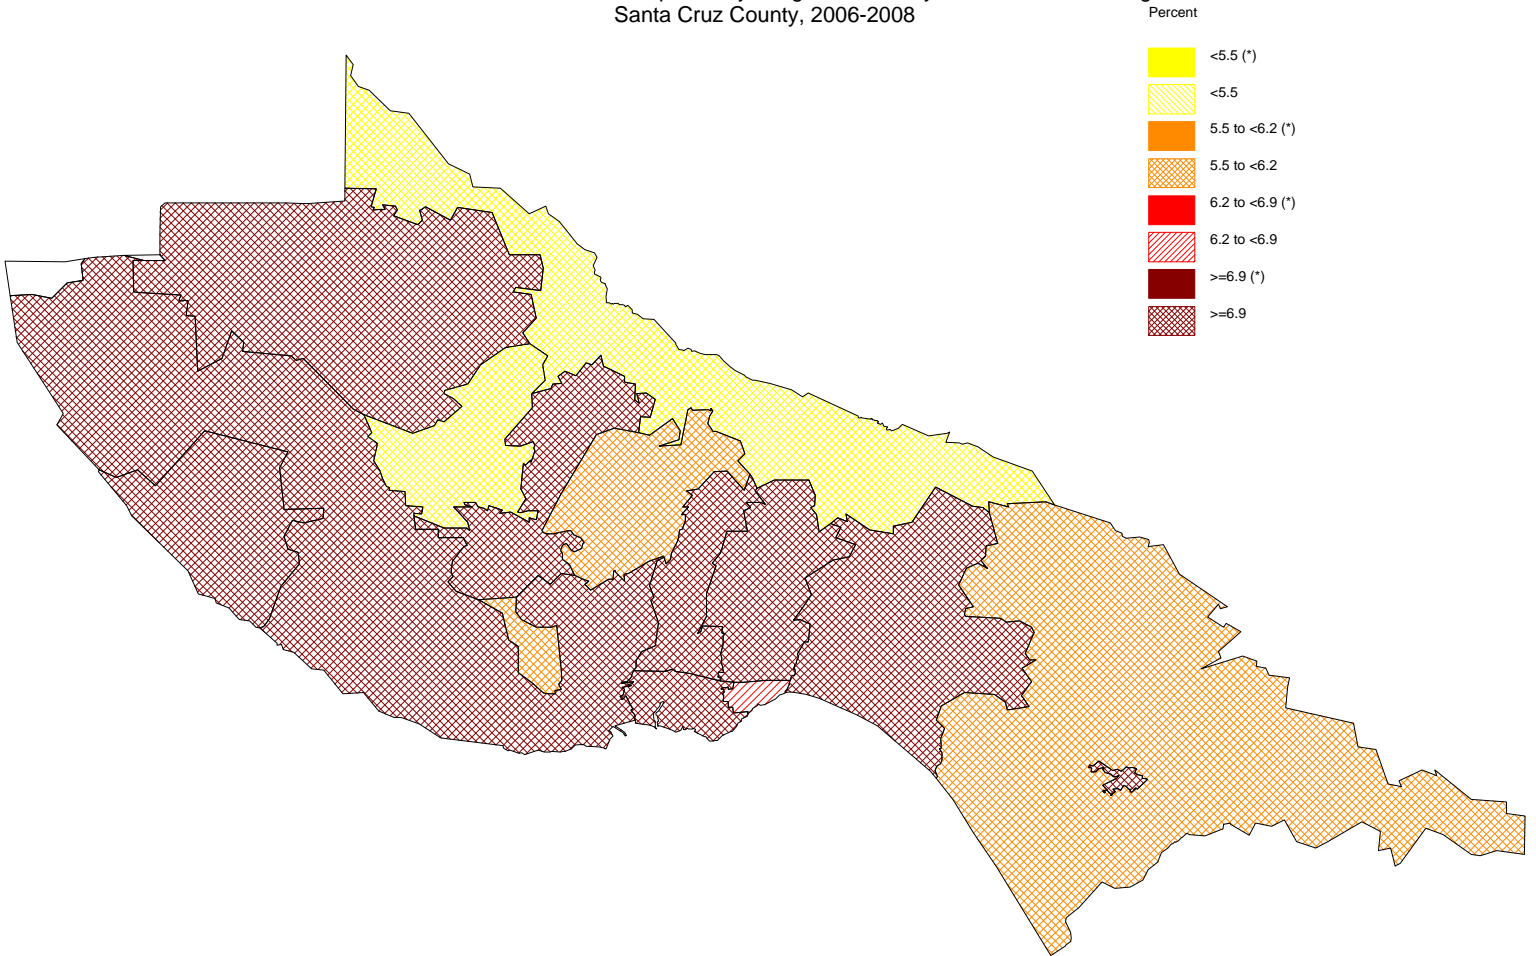 Santa Cruz County, 2006-2008
Percent
<5.5 (*)
<5.5
5.5 to <6.2 (*)
5.5 to <6.2
6.2 to <6.9 (*)
6.2 to <6.9
>=6.9 (*)
>=6.9